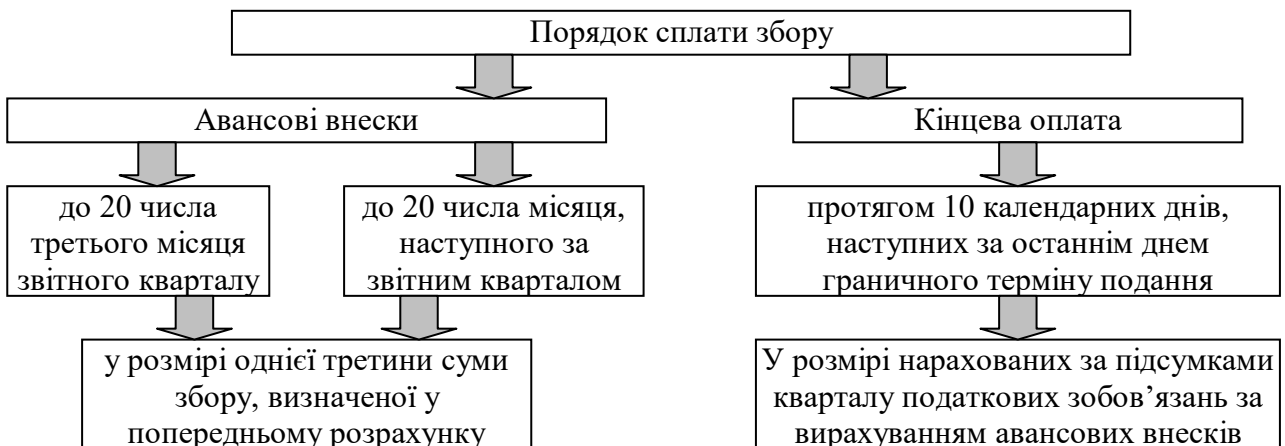 Порядок сплати збору
Авансові внески
Кінцева оплата
до 20 числа
третього місяця
звітного кварталу
до 20 числа місяця,
наступного за
звітним кварталом
протягом 10 календарних днів,
наступних за останнім днем
граничного терміну подання
у розмірі однієї третини суми
збору, визначеної у
попередньому розрахунку
У розмірі нарахованих за підсумками
кварталу податкових зобов’язань за
вирахуванням авансових внесків